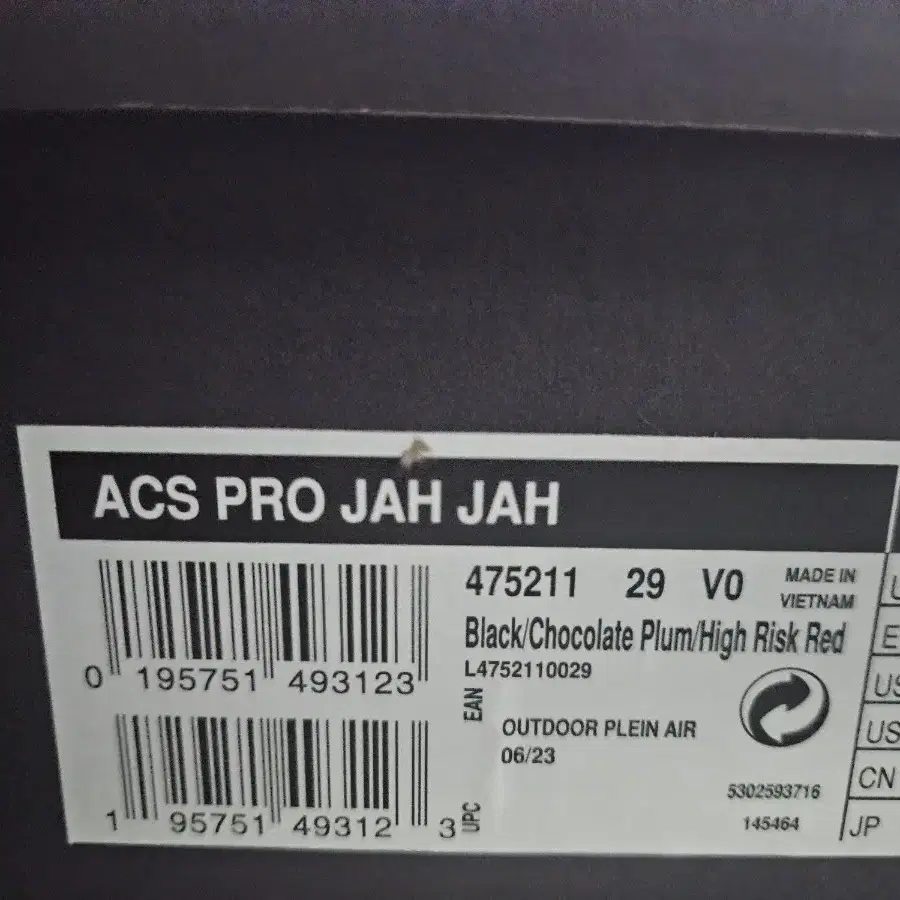 ACS PRO JAH JAH
475211 29 V0 MADE IN VIETNAM
Black/Chocolate Plum/High Risk Red
L4752110029
0 195751 493123
EAN
OUTDOOR PLEIN AIR
06/23
5302593716
145464
1 95751 49312 3
UPC
E
US
US
CN
JP